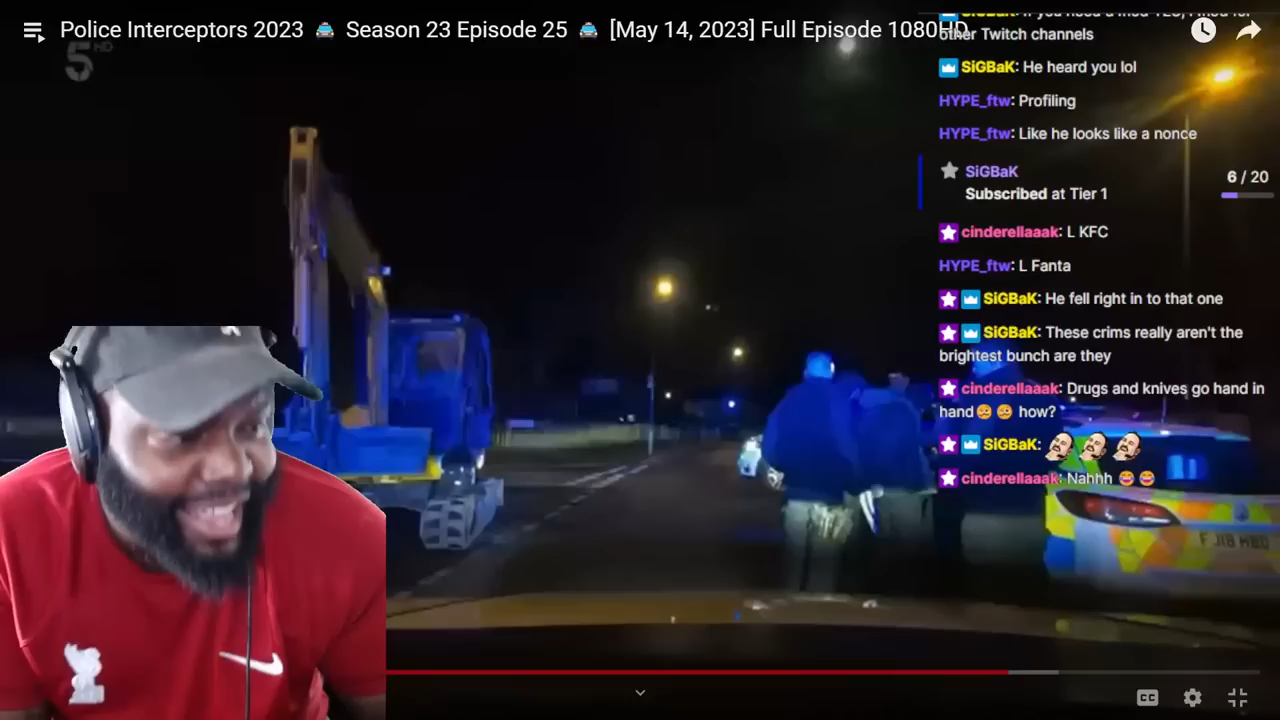 Police Interceptors 2023 🚔 Season 23 Episode 25 🚔 [May 14, 2023] Full Episode 1080HD
5 HD
other Twitch channels
SiGBaK: He heard you lol
HYPE_ftw: Profiling
HYPE_ftw: Like he looks like a nonce
SiGBaK
Subscribed at Tier 1
6 / 20
cinderellaaak: L KFC
HYPE_ftw: L Fanta
SiGBaK: He fell right in to that one
SiGBaK: These crims really aren't the
brightest bunch are they
cinderellaaak: Drugs and knives go hand in
hand🥴 🥴 how?
SiGBaK:
cinderellaaak: Nahhh 😂 😂
CC